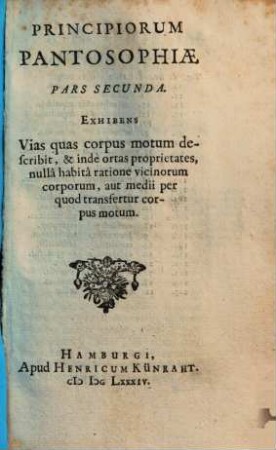 PRINCIPIORUM
PANTOSOPHIÆ
PARS SECUNDA.
EXHIBENS
Vias quas corpus motum de-
scribit, & inde ortas proprietates,
nullâ habitâ ratione vicinorum
corporum, aut medii per
quod transfertur cor-
pus motum.
HAMBURGI,
Apud HENRICUM KÜNRAHT.
cIↃ IↃc LXXXIV.